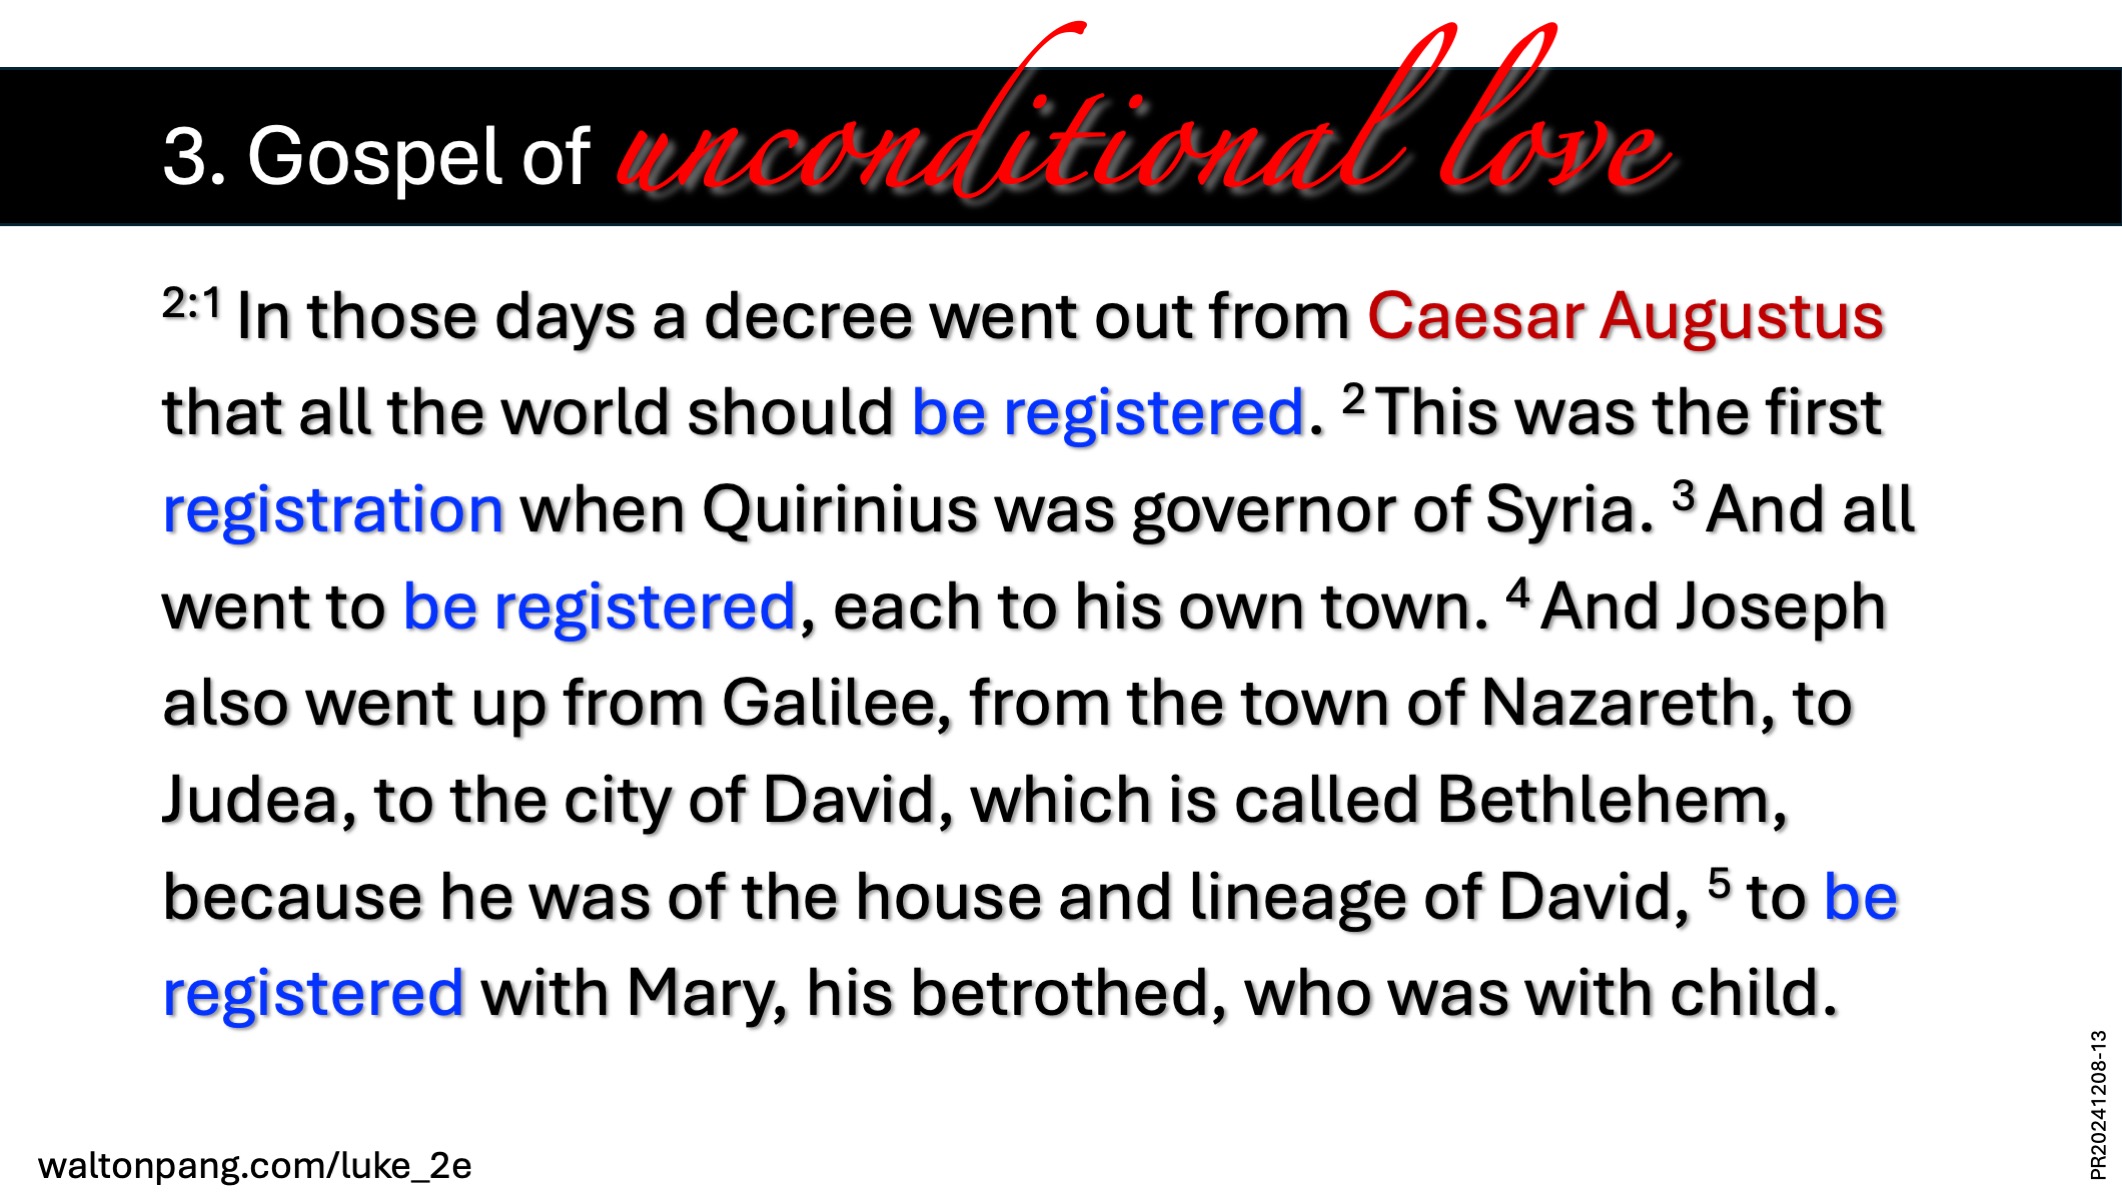 3. Gospel of unconditional love
2:1 In those days a decree went out from Caesar Augustus
that all the world should be registered. 2 This was the first
registration when Quirinius was governor of Syria. 3 And all
went to be registered, each to his own town. 4 And Joseph
also went up from Galilee, from the town of Nazareth, to
Judea, to the city of David, which is called Bethlehem,
because he was of the house and lineage of David, 5 to be
registered with Mary, his betrothed, who was with child.
PR20241208-13
waltonpang.com/luke_2e